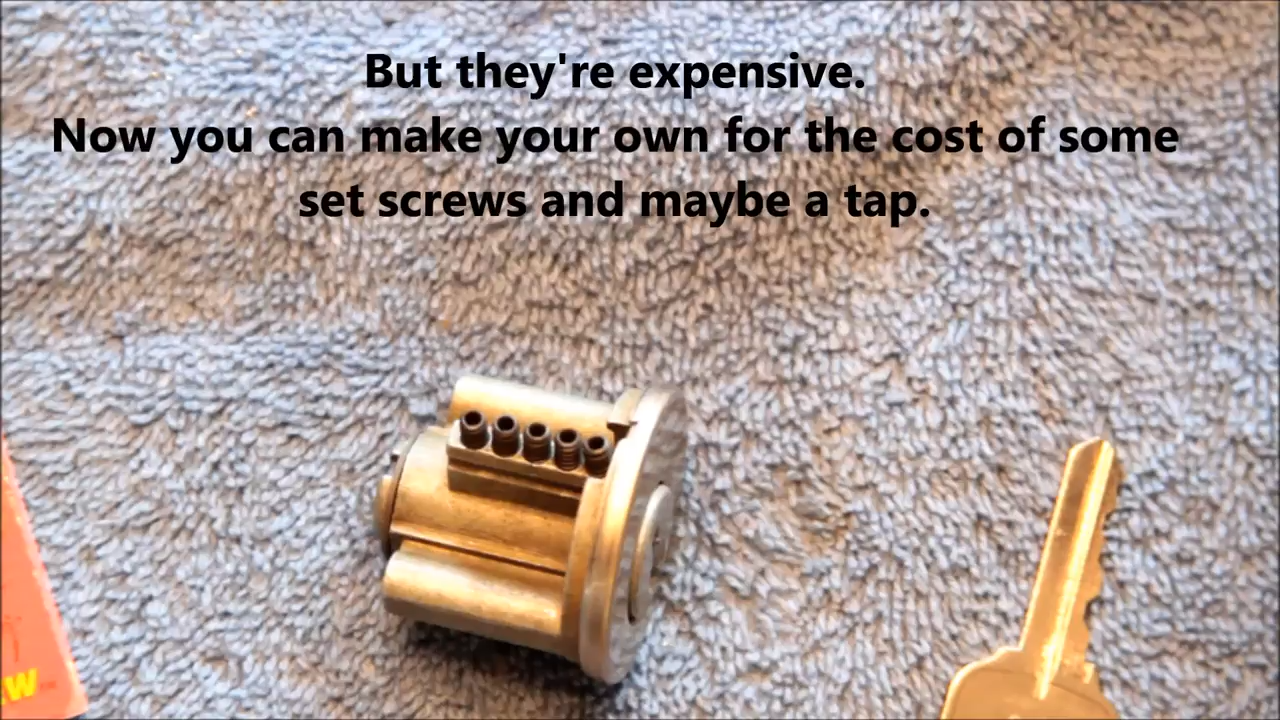 But they're expensive.
Now you can make your own for the cost of some
set screws and maybe a tap.